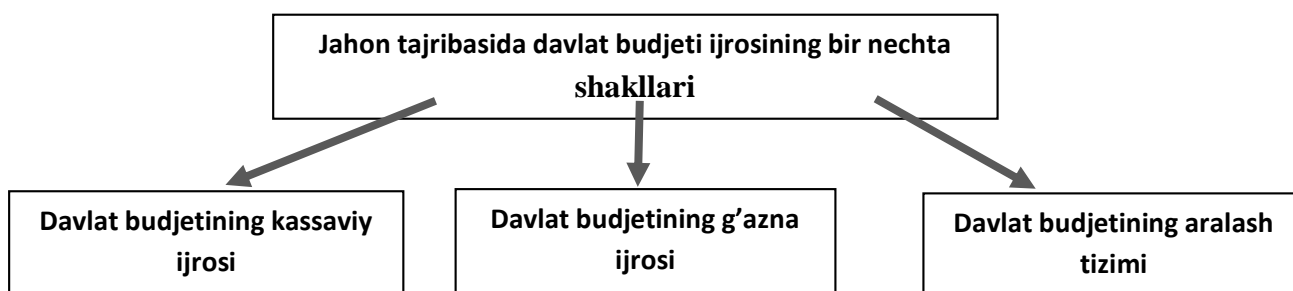 Jahon tajribasida davlat budjeti ijrosining bir nechta
shakllari
Davlat budjetining kassaviy
ijrosi
Davlat budjetining g’azna
ijrosi
Davlat budjetining aralash
tizimi